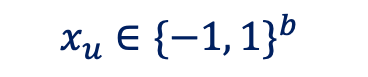 x_u ∈ {−1, 1}^b